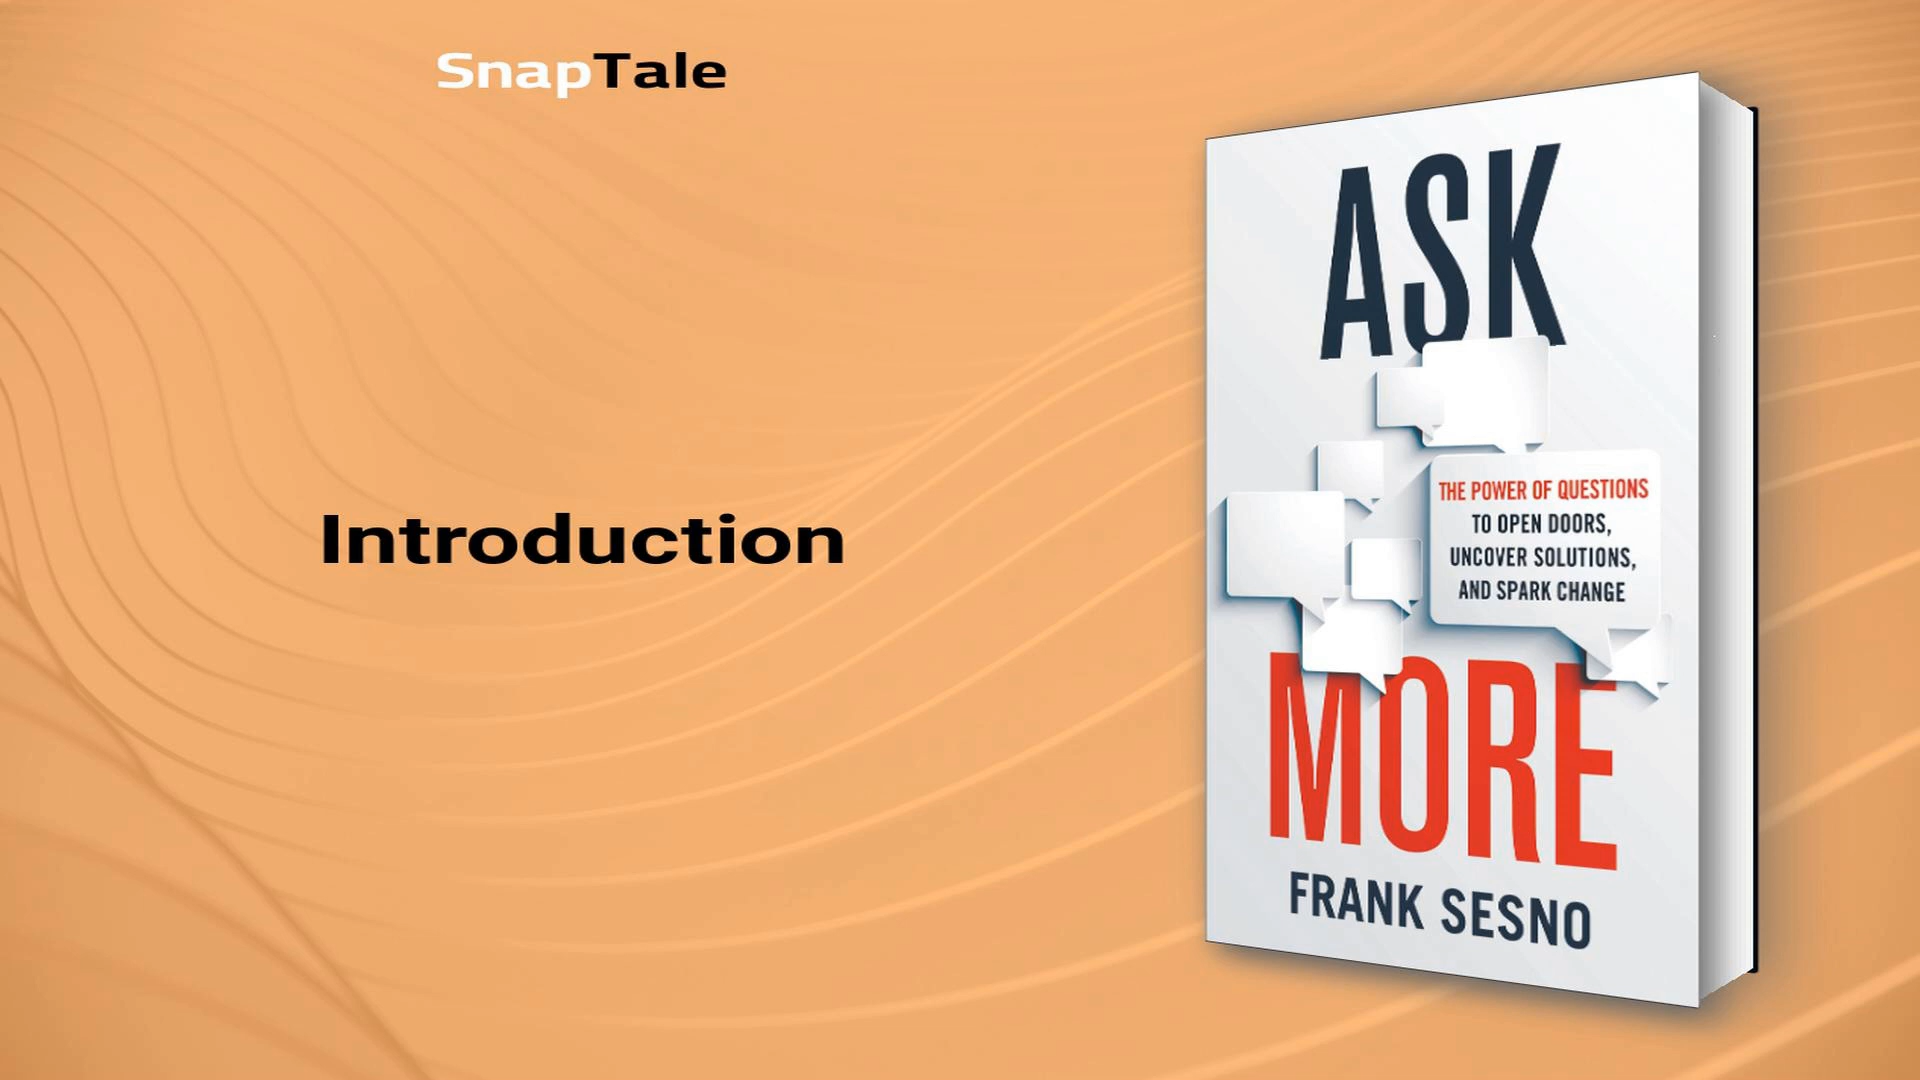 SnapTale
Introduction
ASK
THE POWER OF QUESTIONS
TO OPEN DOORS,
UNCOVER SOLUTIONS,
AND SPARK CHANGE
MORE
FRANK SESNO